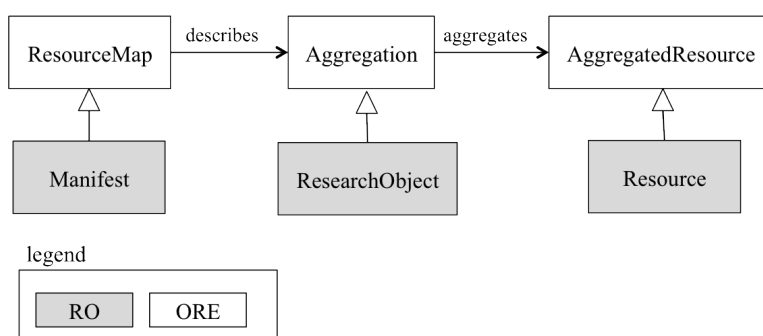 describes
aggregates
ResourceMap
Aggregation
AggregatedResource
Manifest
ResearchObject
Resource
legend
RO
ORE